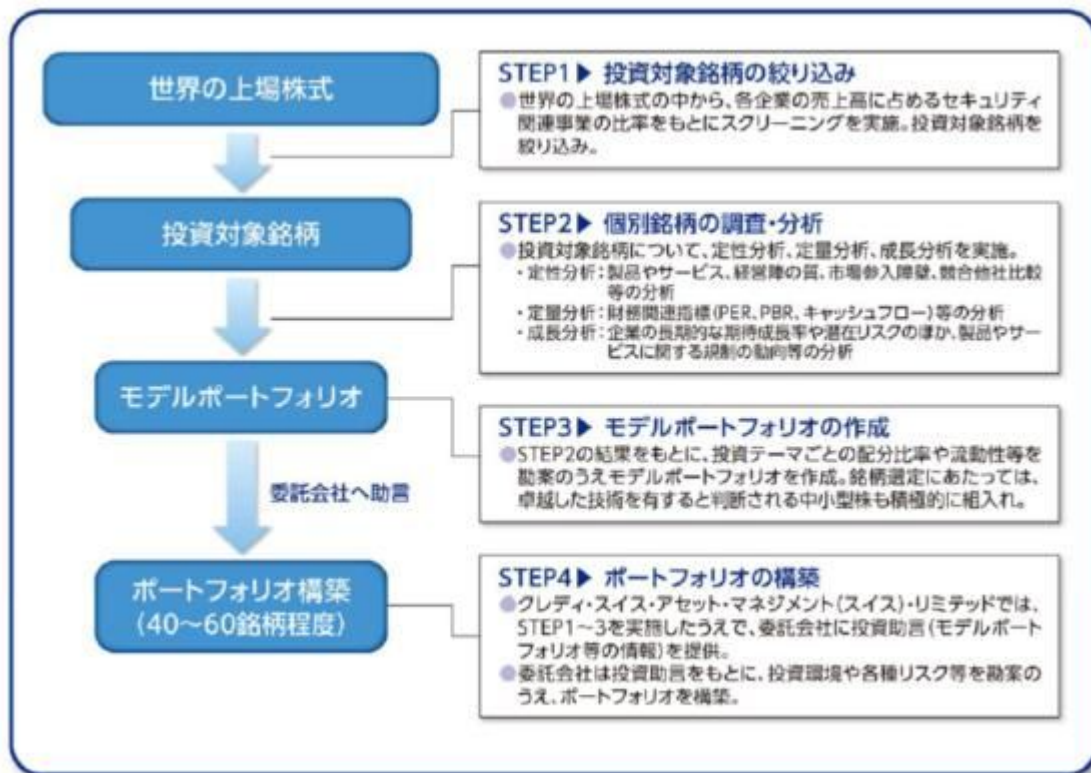 世界の上場株式
STEP1▶ 投資対象銘柄の絞り込み
●世界の上場株式の中から、各企業の売上高に占めるセキュリティ
関連事業の比率をもとにスクリーニングを実施。投資対象銘柄を
絞り込み。
投資対象銘柄
STEP2▶ 個別銘柄の調査・分析
●投資対象銘柄について、定性分析、定量分析、成長分析を実施。
・定性分析：製品やサービス、経営陣の質、市場参入障壁、競合他社比較
等の分析
・定量分析：財務関連指標(PER、PBR、キャッシュフロー)等の分析
・成長分析：企業の長期的な期待成長率や潜在リスクのほか、製品やサー
ビスに関する規制の動向等の分析
モデルポートフォリオ
STEP3▶ モデルポートフォリオの作成
●STEP2の結果をもとに、投資テーマごとの配分比率や流動性等を
勘案のうえモデルポートフォリオを作成。銘柄選定にあたっては、
卓越した技術を有すると判断される中小型株も積極的に組入れ。
委託会社へ助言
ポートフォリオ構築
(40～60銘柄程度)
STEP4▶ ポートフォリオの構築
●クレディ・スイス・アセット・マネジメント(スイス)・リミテッドでは、
STEP1～3を実施したうえで、委託会社に投資助言(モデルポート
フォリオ等の情報)を提供。
●委託会社は投資助言をもとに、投資環境や各種リスク等を勘案の
うえ、ポートフォリオを構築。